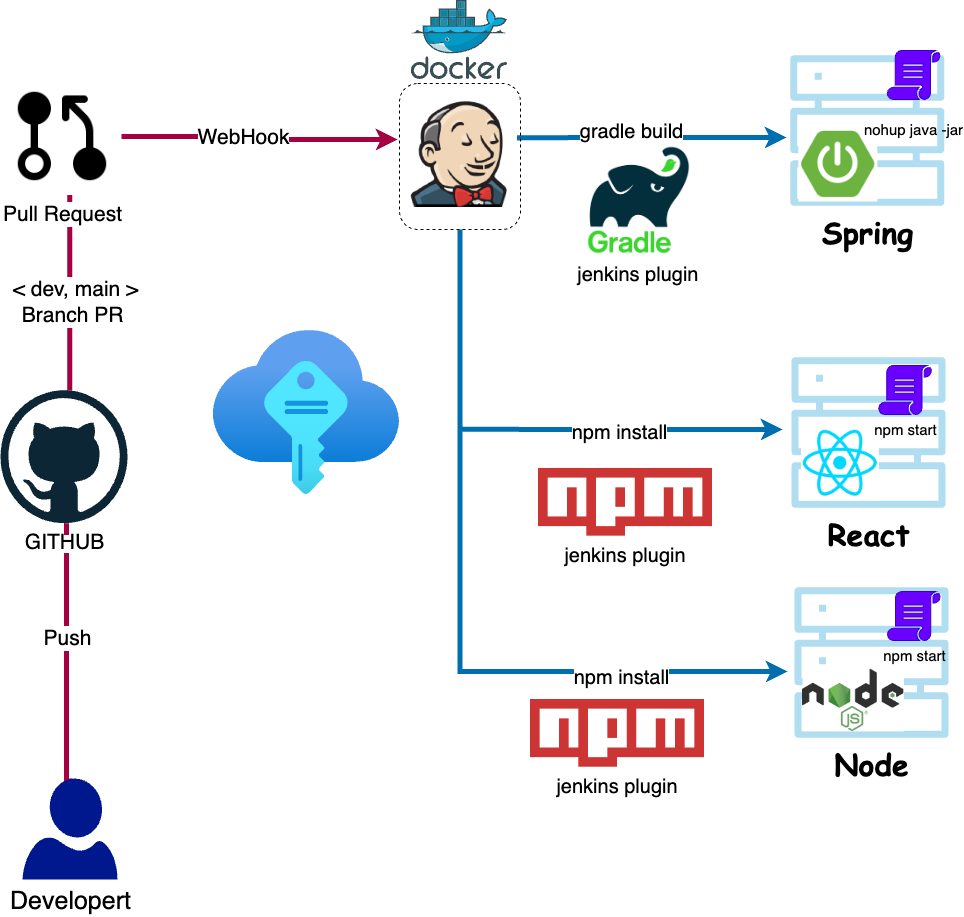 docker
WebHook
gradle build
nohup java -jar
Pull Request
Gradle
Spring
jenkins plugin
< dev, main >
Branch PR
npm install
npm start
npm
React
GITHUB
jenkins plugin
Push
npm start
npm install
node
JS
npm
Node
jenkins plugin
Developert